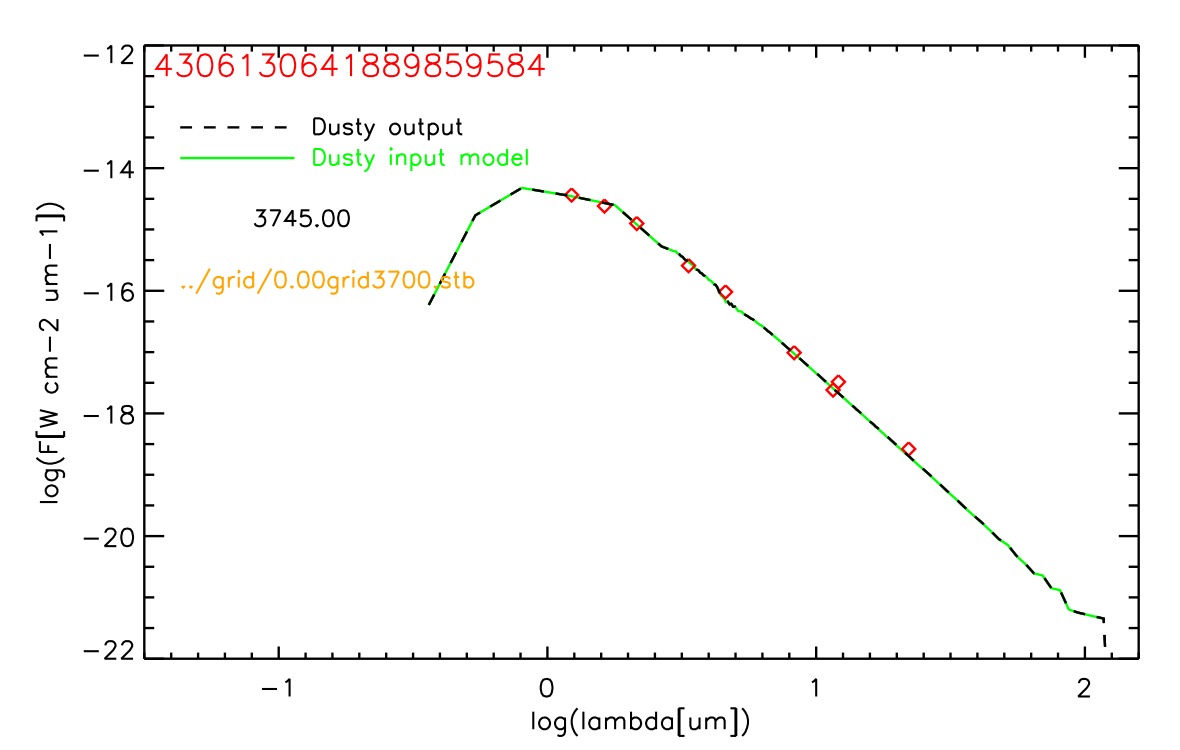 4306130641889859584
Dusty output
Dusty input model
3745.00
../grid/0.00grid3700.stb
−12
−14
−16
−18
−20
−22
log(F[W cm−2 um−1])
−1 0 1 2
log(lambda[um])